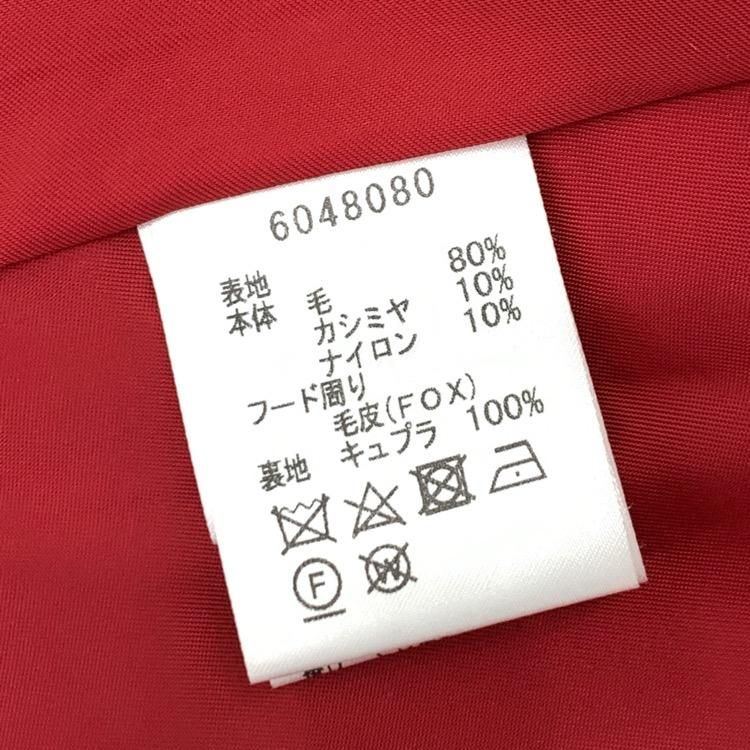 6048080
表地 80%
本体 毛 10%
カシミヤ 10%
ナイロン
フード周り
毛皮(FOX)
裏地 キュプラ 100%
F
W